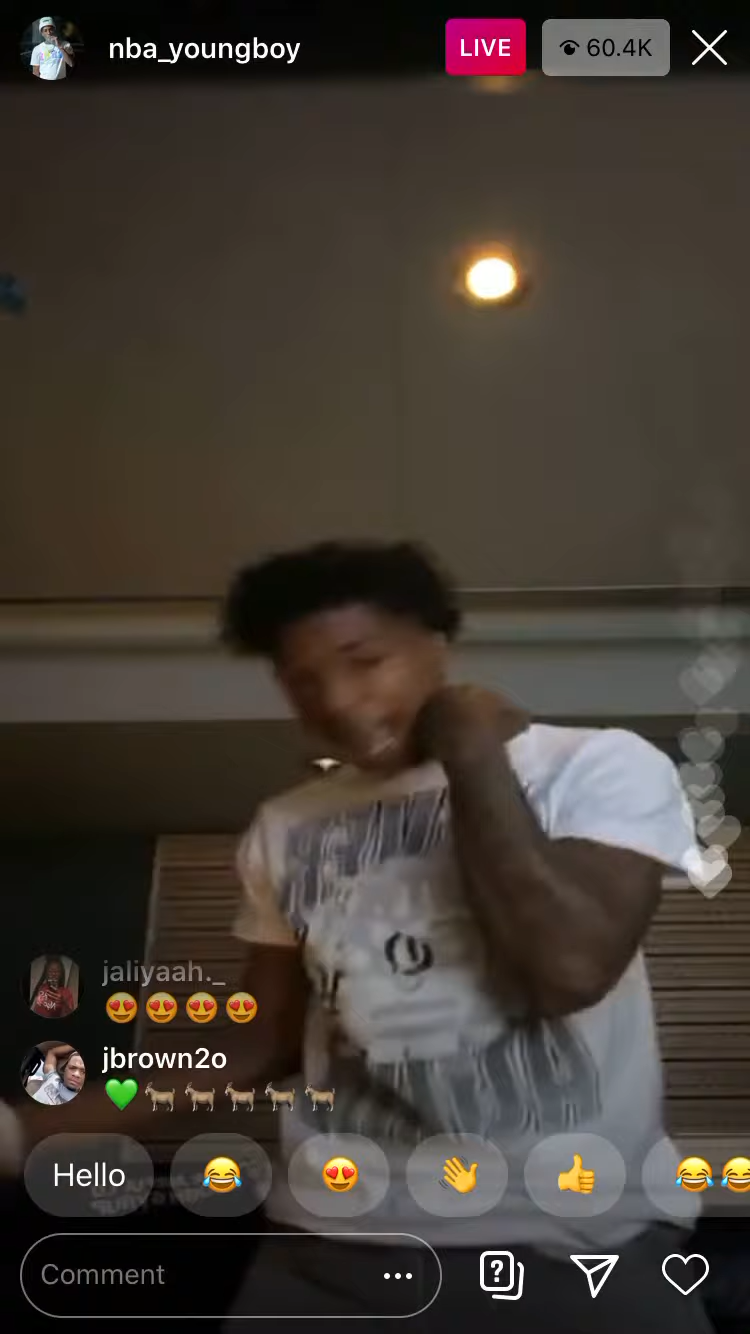 nba_youngboy
LIVE
60.4K
jaliyaah._
😍😍😍😍
jbrown2o
💚🐐🐐🐐🐐🐐
Hello 😂 😍 👋 👍 😂😂
Comment